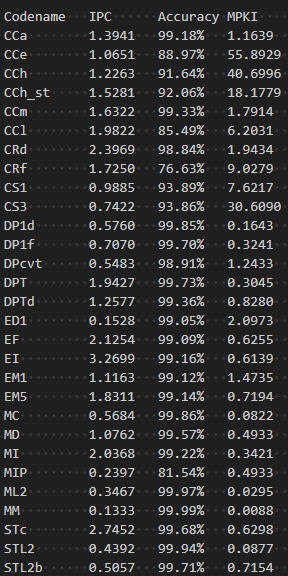 Codename IPC Accuracy MPKI
CCa 1.3941 99.18% 1.1639
CCe 1.0651 88.97% 55.8929
CCh 1.2263 91.64% 40.6996
CCh_st 1.5281 92.06% 18.1779
CCm 1.6322 99.33% 1.7914
CCl 1.9822 85.49% 6.2031
CRd 2.3969 98.84% 1.9434
CRf 1.7250 76.63% 9.0279
CS1 0.9885 93.89% 7.6217
CS3 0.7422 93.86% 30.6090
DP1d 0.5760 99.85% 0.1643
DP1f 0.7070 99.70% 0.3241
DPcvt 0.5483 98.91% 1.2433
DPT 1.9427 99.73% 0.3045
DPTd 1.2577 99.36% 0.8280
ED1 0.1528 99.05% 2.0973
EF 2.1254 99.09% 0.6255
EI 3.2699 99.16% 0.6139
EM1 1.1163 99.12% 1.4735
EM5 1.8311 99.14% 0.7194
MC 0.5684 99.86% 0.0822
MD 1.0762 99.57% 0.4933
MI 2.0368 99.22% 0.3421
MIP 0.2397 81.54% 0.4933
ML2 0.3467 99.97% 0.0295
MM 0.1333 99.99% 0.0088
STc 2.7452 99.68% 0.6298
STL2 0.4392 99.94% 0.0877
STL2b 0.5057 99.71% 0.7154